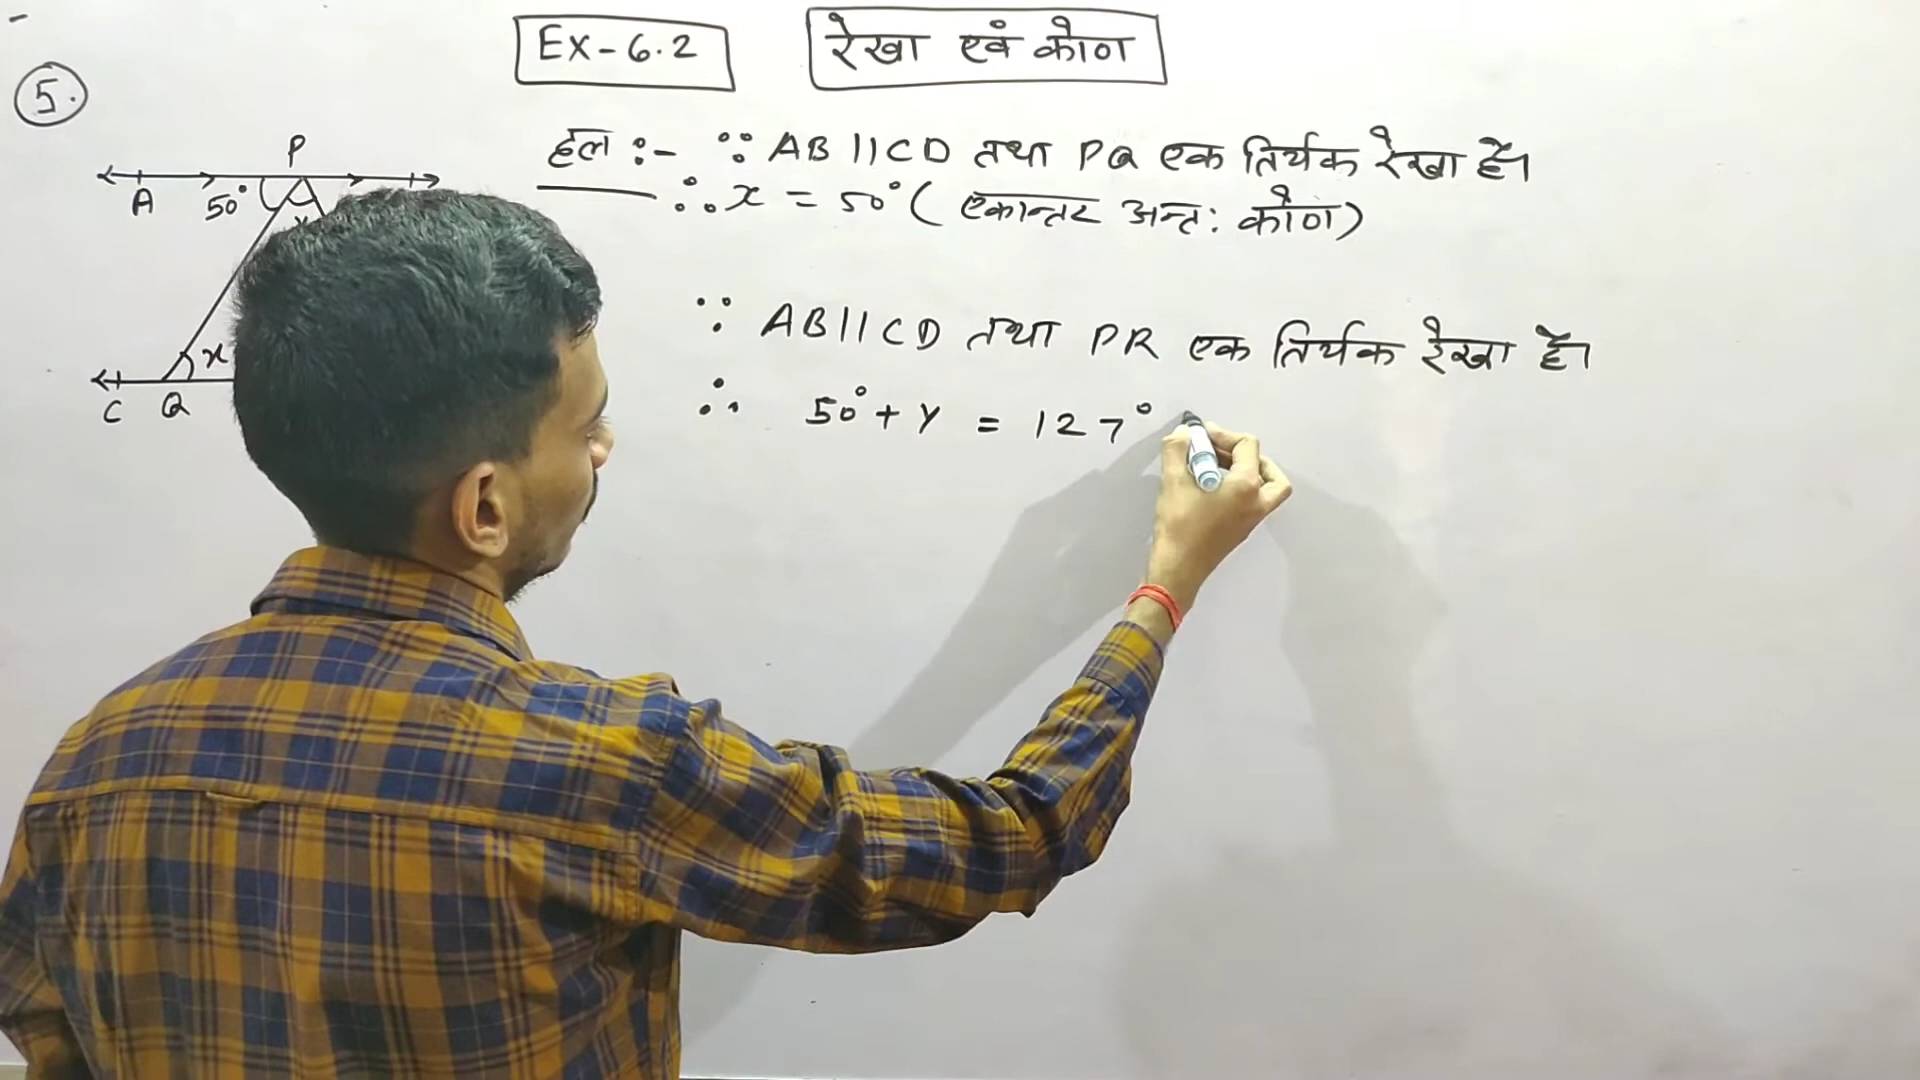 EX-6.2
रेखा एवं कोण
5.
P
A
50°
y
x
C
Q
हल :- ∵ AB||CD तथा PQ एक तिर्यक रेखा है।
∴ x = 50° (एकान्तर अन्त: कोण)
∵ AB||CD तथा PR एक तिर्यक रेखा है।
∴ 50° + y = 127°